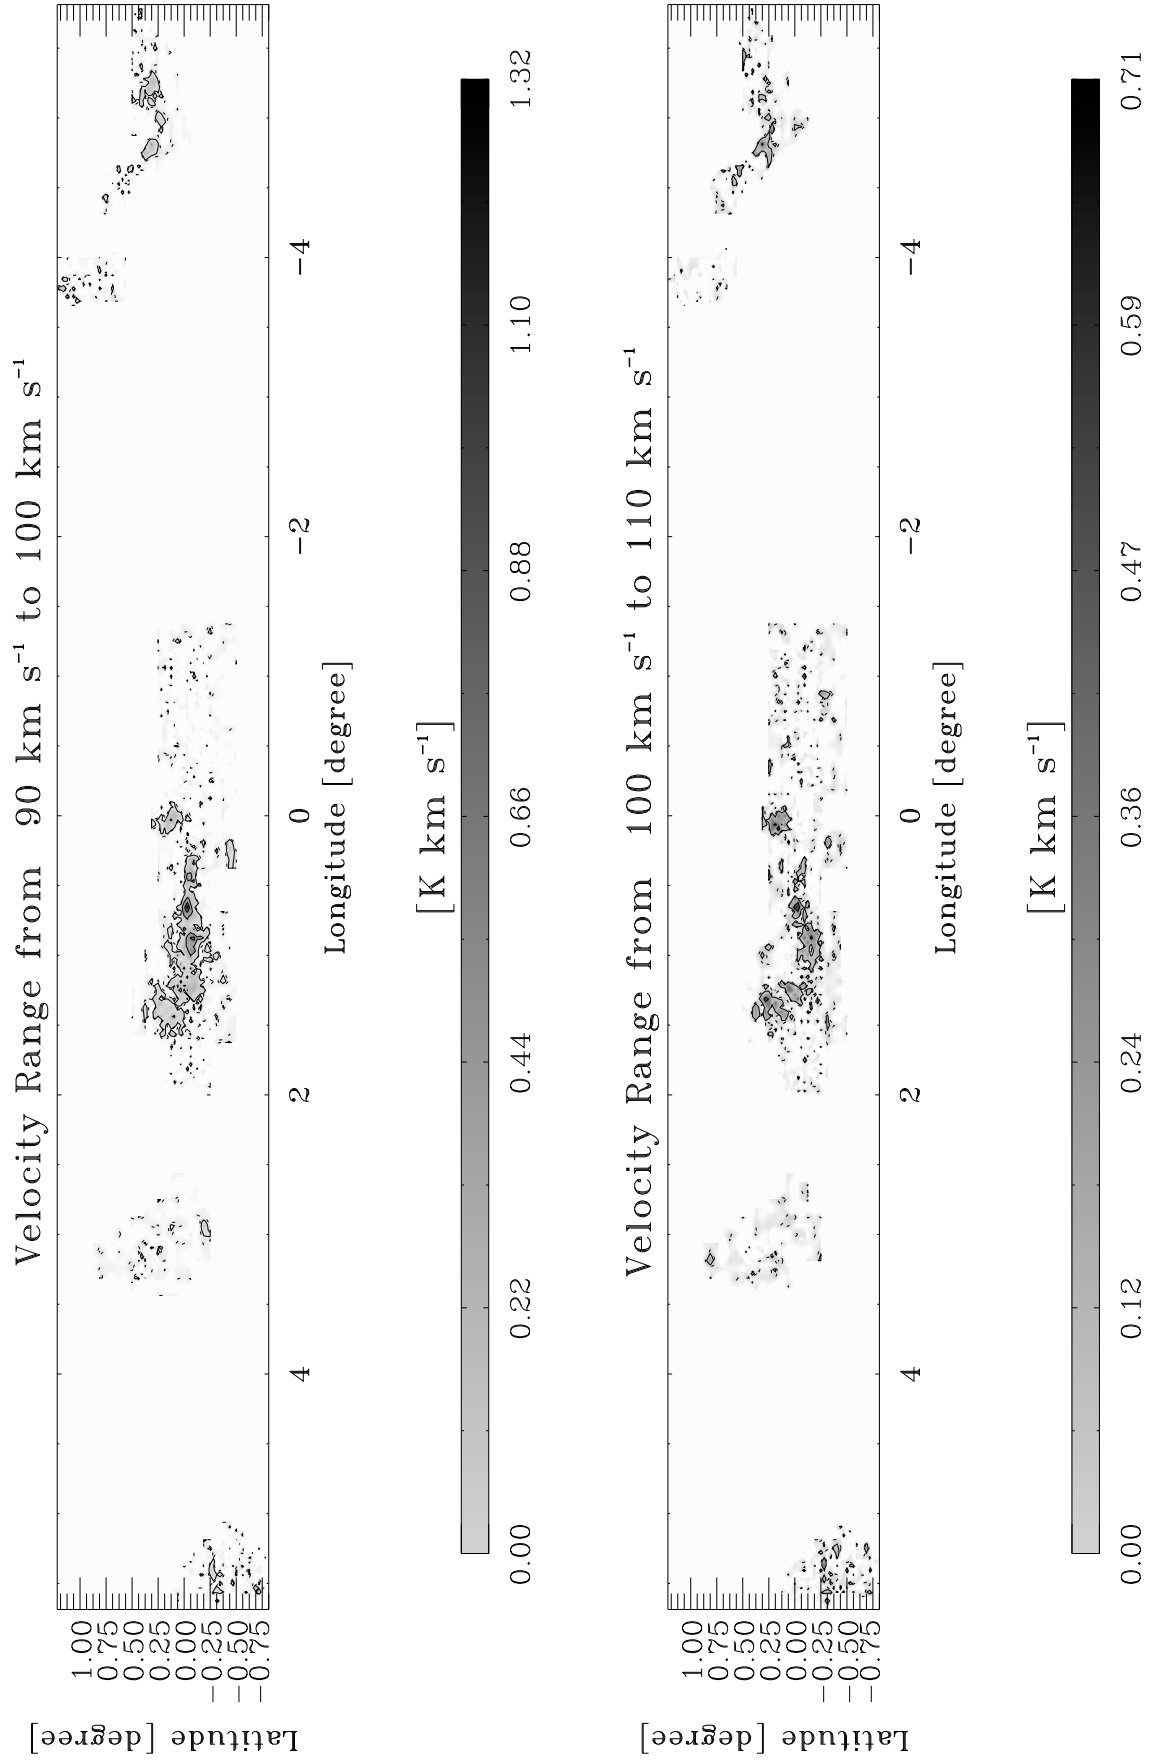 Velocity Range from 90 km s⁻¹ to 100 km s⁻¹
Latitude [degree]
1.00
0.75
0.50
0.25
0.00
−0.25
−0.50
−0.75
4 2 0 −2 −4
Longitude [degree]
[K km s⁻¹]
0.00 0.22 0.44 0.66 0.88 1.10 1.32
Velocity Range from 100 km s⁻¹ to 110 km s⁻¹
Latitude [degree]
1.00
0.75
0.50
0.25
0.00
−0.25
−0.50
−0.75
4 2 0 −2 −4
Longitude [degree]
[K km s⁻¹]
0.00 0.12 0.24 0.36 0.47 0.59 0.71